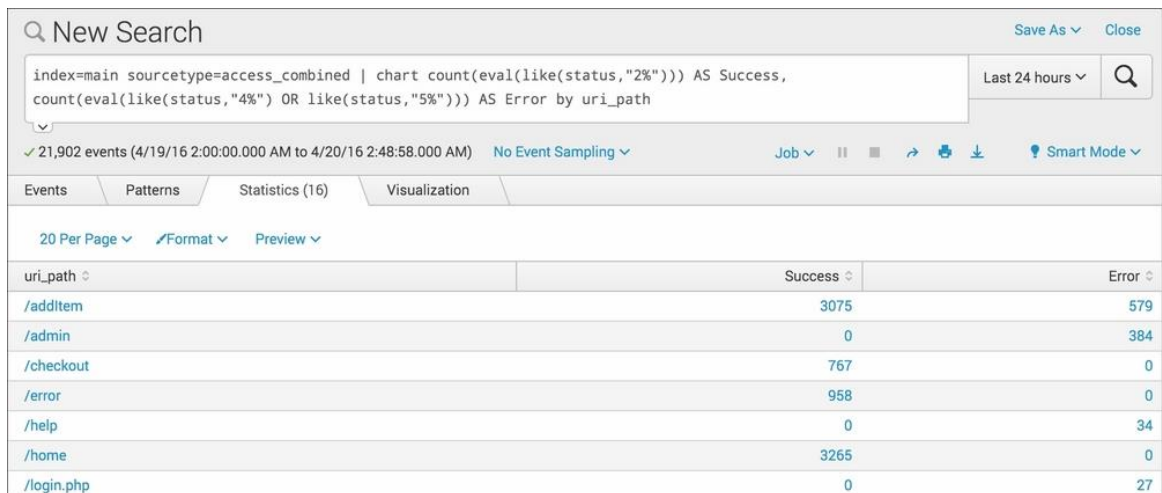 New Search
Save As Close
index=main sourcetype=access_combined | chart count(eval(like(status,"2%"))) AS Success,
count(eval(like(status,"4%") OR like(status,"5%"))) AS Error by uri_path
Last 24 hours
21,902 events (4/19/16 2:00:00.000 AM to 4/20/16 2:48:58.000 AM) No Event Sampling Job Smart Mode
Events Patterns Statistics (16) Visualization
20 Per Page Format Preview
uri_path Success Error
/addItem 3075 579
/admin 0 384
/checkout 767 0
/error 958 0
/help 0 34
/home 3265 0
/login.php 0 27